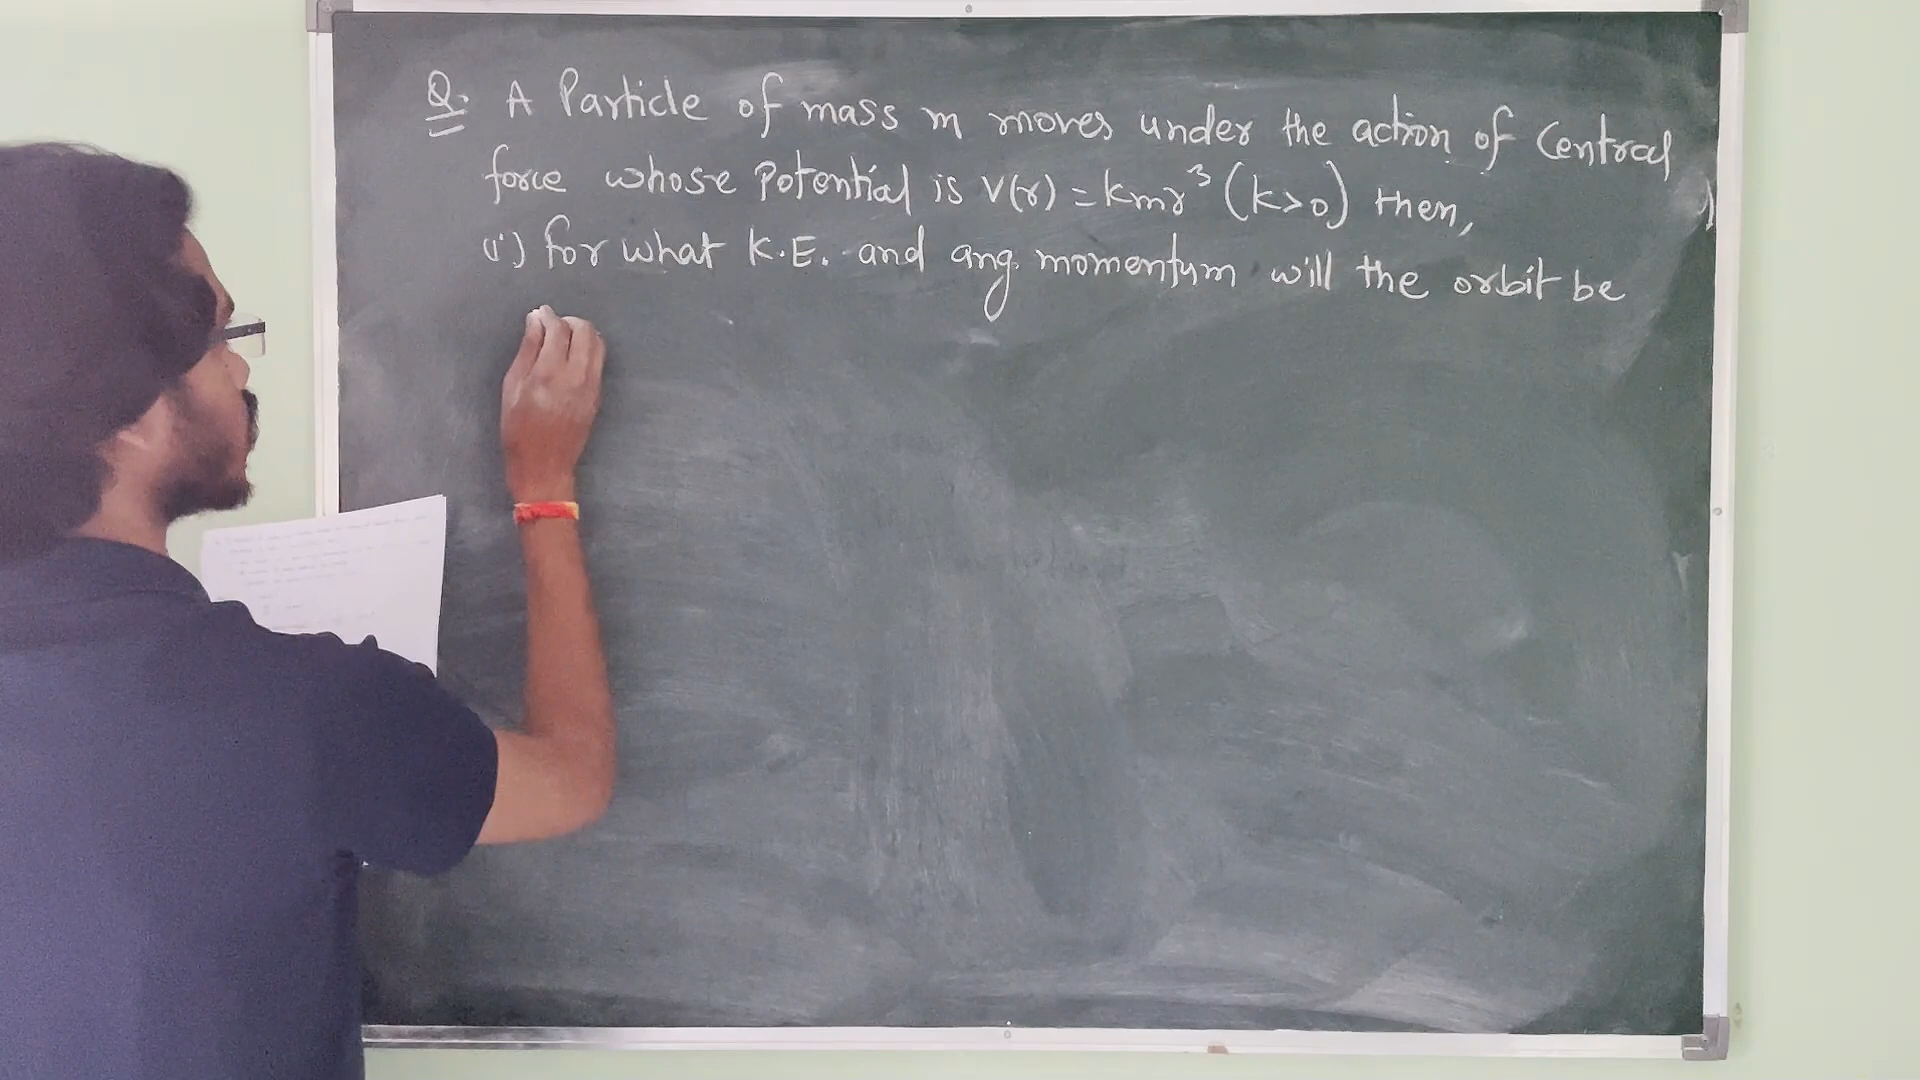 Q. A Particle of mass m moves under the action of Central
force whose Potential is V(r) = kmr³ (k>0) then,
(i) for what K.E. and ang. momentum will the orbit be